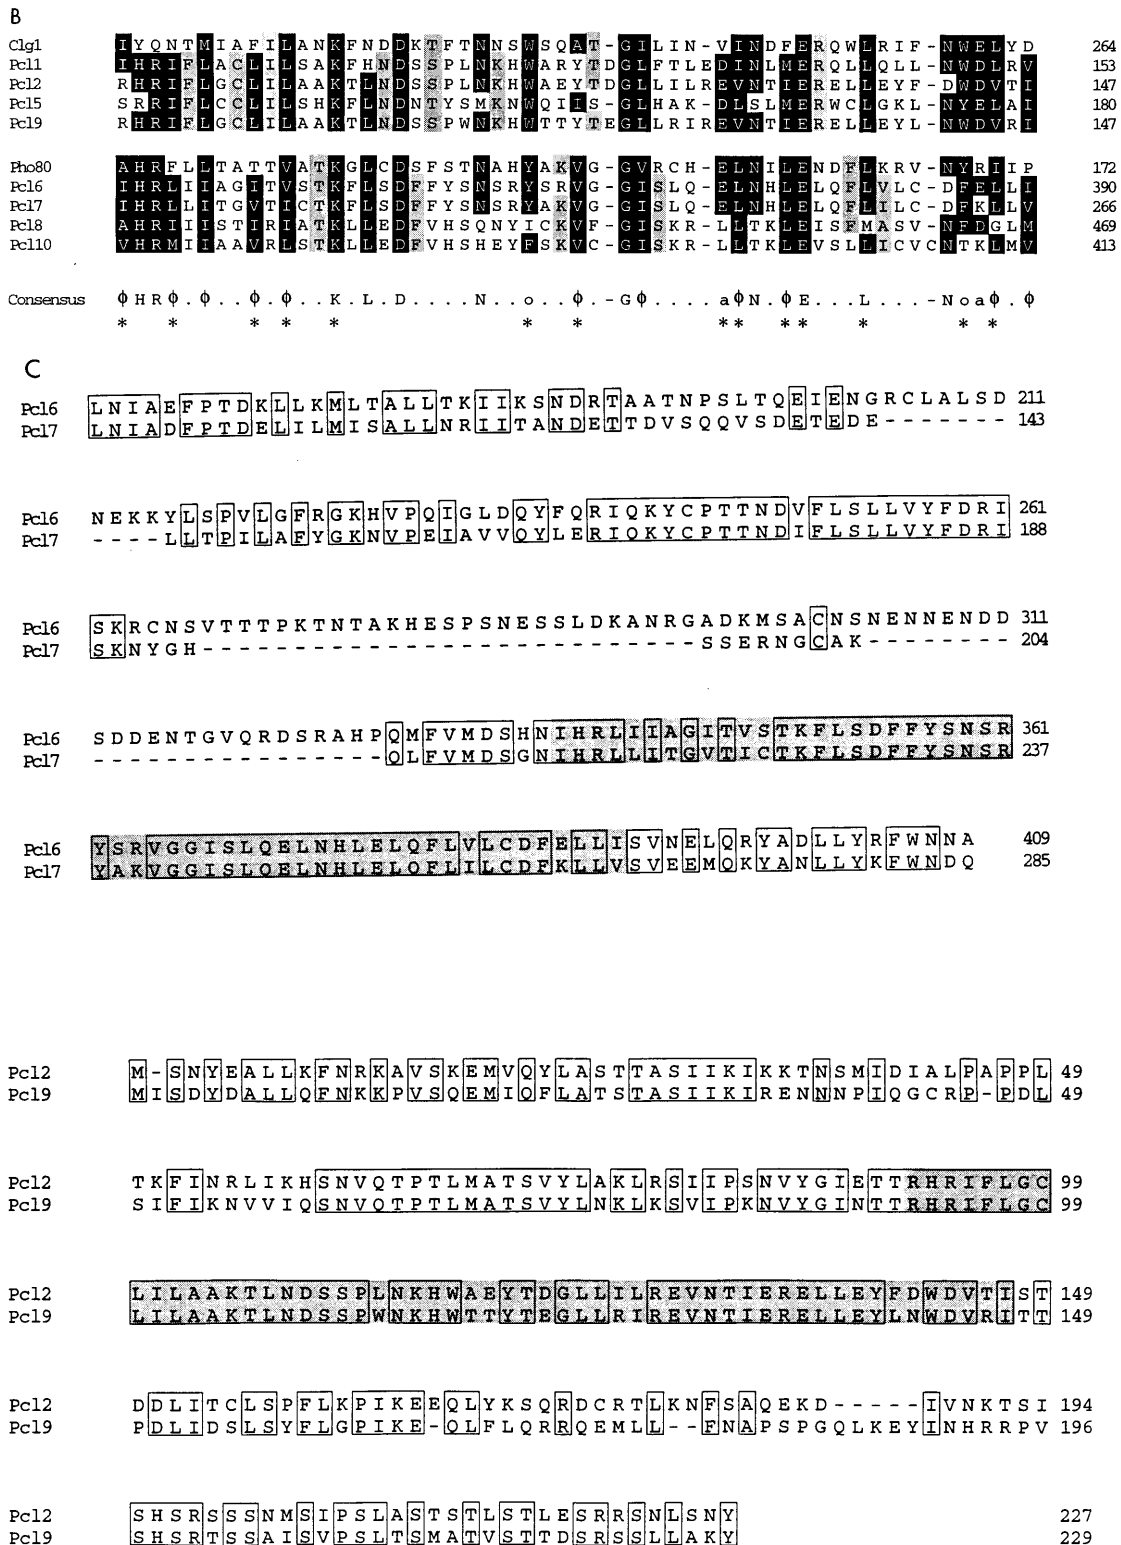 B
Clg1 IYQNTMIAFILANKFNDDKTFTNNSWSQAT-GILIN-VINDFERQWLRIF-NWELYD 264
Pcl1 IHRIFLACLILSAKFHNDSSPLNKHWARYTDGLFTLEDINLMERQLLQLL-NWDLRV 153
Pcl2 RHRIFLGCLILAAKTLNDSSPLNKHWAEYTDGLLILREVNTIERELLEYF-DWDVTI 147
Pcl5 SRRIFLCCLILSHKFLNDNTYSMKNWQIIS-GLHAK-DLSLMERWCLGKL-NYELAI 180
Pcl9 RHRIFLGCLILAAKTLNDSSPWNKHWTTYTEGLLRIREVNTIERELLEYL-NWDVRI 147
Pho80 AHRFLLTATTVATKGLCDSFSTNAHYAKVG-GVRCH-ELNILENDFLKRV-NYRIIP 172
Pcl6 IHRLIIAGITVSTKFLSDFFYSNSRYSRVG-GISLQ-ELNHLELQFLVLC-DFELLI 390
Pcl7 IHRLLITGVTICTKFLSDFFYSNSRYAKVG-GISLQ-ELNHLELQFLILC-DFKLLV 266
Pcl8 AHRIIISTIRIATKLLEDFVHSQNYICKVF-GISKR-LLTKLEISFMASV-NFDGLM 469
Pcl10 VHRMIIAAVRLSTKLLEDFVHSHEYFSKVC-GISKR-LLTKLEVSLLICVCNTKLMV 413
Consensus ϕHRϕ.ϕ..ϕ.ϕ..K.L.D....N..o..ϕ.-Gϕ....aϕN.ϕE...L...-Noaϕ.ϕ
* * * * * * * * * * * * * *
C
Pcl6 LNIAEFPTDKLLKMLTALLTKIIKSNDRTAATNPSLTQEIENGRCLALSD 211
Pcl7 LNIADFPTDELILMISALLNRIITANDETTDVSQQVSDETEDE------- 143
Pcl6 NEKKYLSPVLGFRGKHVPQIGLDQYFQRIQKYCPTTNDVFLSLLVYFDRI 261
Pcl7 ----LLTPILAFYGKNVPEIAVVQYLERIQKYCPTTNDIFLSLLVYFDRI 188
Pcl6 SKRCNSVTTTTPKTNTAKHESPSNESSLDKANRGADKMSACNSNENNENDD 311
Pcl7 SKNYGH----------------------------SSERNGCAK-------- 204
Pcl6 SDDENTGVQRDSRAHPQMFVMDSHNIHRLIIAGITVSTKFLSDFFYSNSR 361
Pcl7 ----------------QLFVMDSGNIHRLLITGVTICTKFLSDFFYSNSR 237
Pcl6 YSRVGGISLQELNHLELQFLVLCDFELLISVNELQRYADLLYRFWNNA 409
Pcl7 YAKVGGISLQELNHLELQFLILCDFKLLVSVEEMQKYANLLYKFWNDQ 285
Pcl2 M-SNYEALLKFNRKAVSKEMVQYLASTTASIIKIKKTNSMIDIALPAPPL 49
Pcl9 MISDYDALLQFNKKPVSQEMIQFLATSTASIIKIRENNNPIQGCRP-PDL 49
Pcl2 TKFINRLIKHSNVQTPTLMATSVYLAKLRSIIPSNVYGIETTRHRIFLGC 99
Pcl9 SIFIKNVVIQSNVQTPTLMATSVYLNKLKSVIPKNVYGINTTRHRIFLGC 99
Pcl2 LILAAKTLNDSSPLNKHWAEYTDGLLILREVNTIERELLEYFDWDVTIST 149
Pcl9 LILAAKTLNDSSPWNKHWTTYTEGLLRIREVNTIERELLEYLNWDVRITT 149
Pcl2 DDLITCLSPFLKPIKEEQLYKSQRDCRTLKNFSAQEKD-----IVNKTSI 194
Pcl9 PDLIDSLSYFLGPIKE-QLFLQRRQEMLL--FNAPSPGQLKEYINHRRPV 196
Pcl2 SHSRSSSNMSIPSLASTSTLSTLESRRSNLSNY 227
Pcl9 SHSRTSSAISVPSLTSMATVSTTDSRSSLLAKY 229